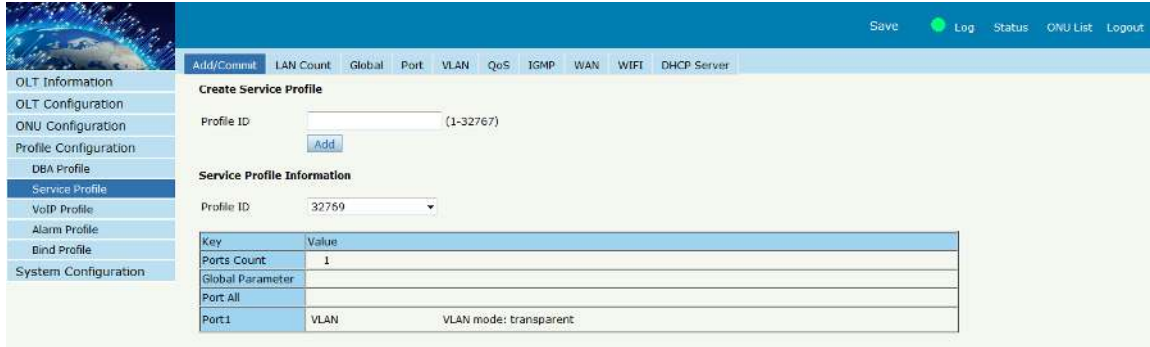 Save Log Status ONU List Logout
Add/Commit LAN Count Global Port VLAN QoS IGMP WAN WIFI DHCP Server
OLT Information
OLT Configuration
ONU Configuration
Profile Configuration
DBA Profile
Service Profile
VoIP Profile
Alarm Profile
Bind Profile
System Configuration
Create Service Profile
Profile ID (1-32767)
Add
Service Profile Information
Profile ID 32769
Key Value
Ports Count 1
Global Parameter
Port All
Port1 VLAN VLAN mode: transparent